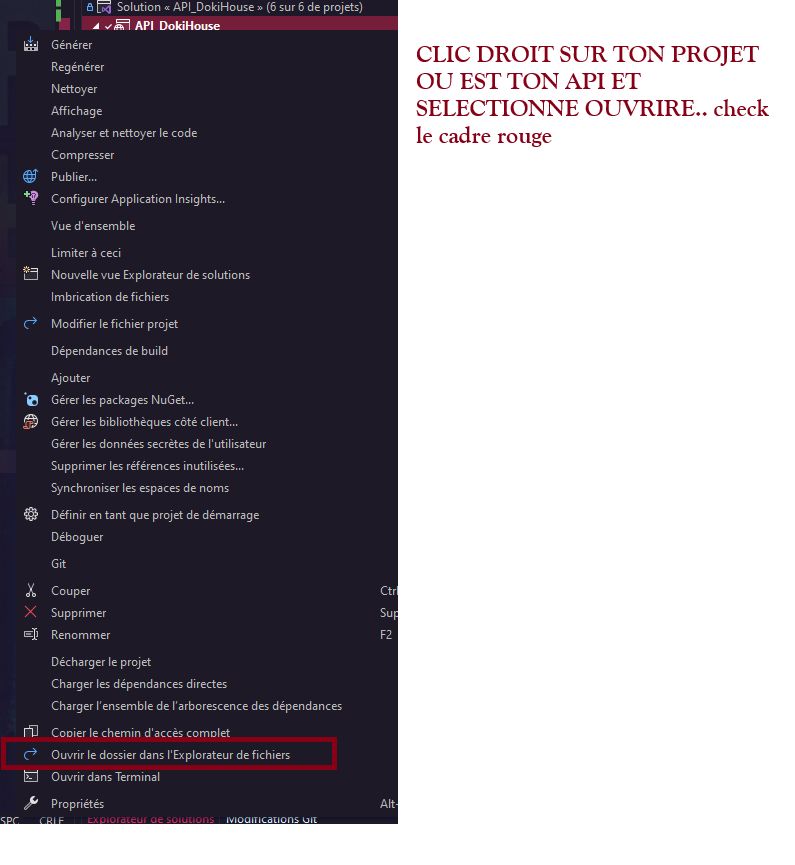 Solution « API_DokiHouse » (6 sur 6 de projets)
API_DokiHouse
Générer
Regénérer
Nettoyer
Affichage
Analyser et nettoyer le code
Compresser
Publier...
Configurer Application Insights...
Vue d'ensemble
Limiter à ceci
Nouvelle vue Explorateur de solutions
Imbrication de fichiers
Modifier le fichier projet
Dépendances de build
Ajouter
Gérer les packages NuGet...
Gérer les bibliothèques côté client...
Gérer les données secrètes de l'utilisateur
Supprimer les références inutilisées...
Synchroniser les espaces de noms
Définir en tant que projet de démarrage
Déboguer
Git
Couper Ctrl
Supprimer Sup
Renommer F2
Décharger le projet
Charger les dépendances directes
Charger l'ensemble de l'arborescence des dépendances
Copier le chemin d'accès complet
Ouvrir le dossier dans l'Explorateur de fichiers
Ouvrir dans Terminal
Propriétés Alt-
SPC CRLF Explorateur de solutions Modifications Git
CLIC DROIT SUR TON PROJET
OU EST TON API ET
SELECTIONNE OUVRIRE.. check
le cadre rouge